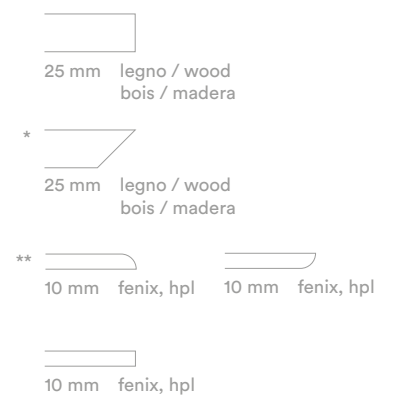 25 mm legno / wood
bois / madera
*
25 mm legno / wood
bois / madera
**
10 mm fenix, hpl
10 mm fenix, hpl
10 mm fenix, hpl